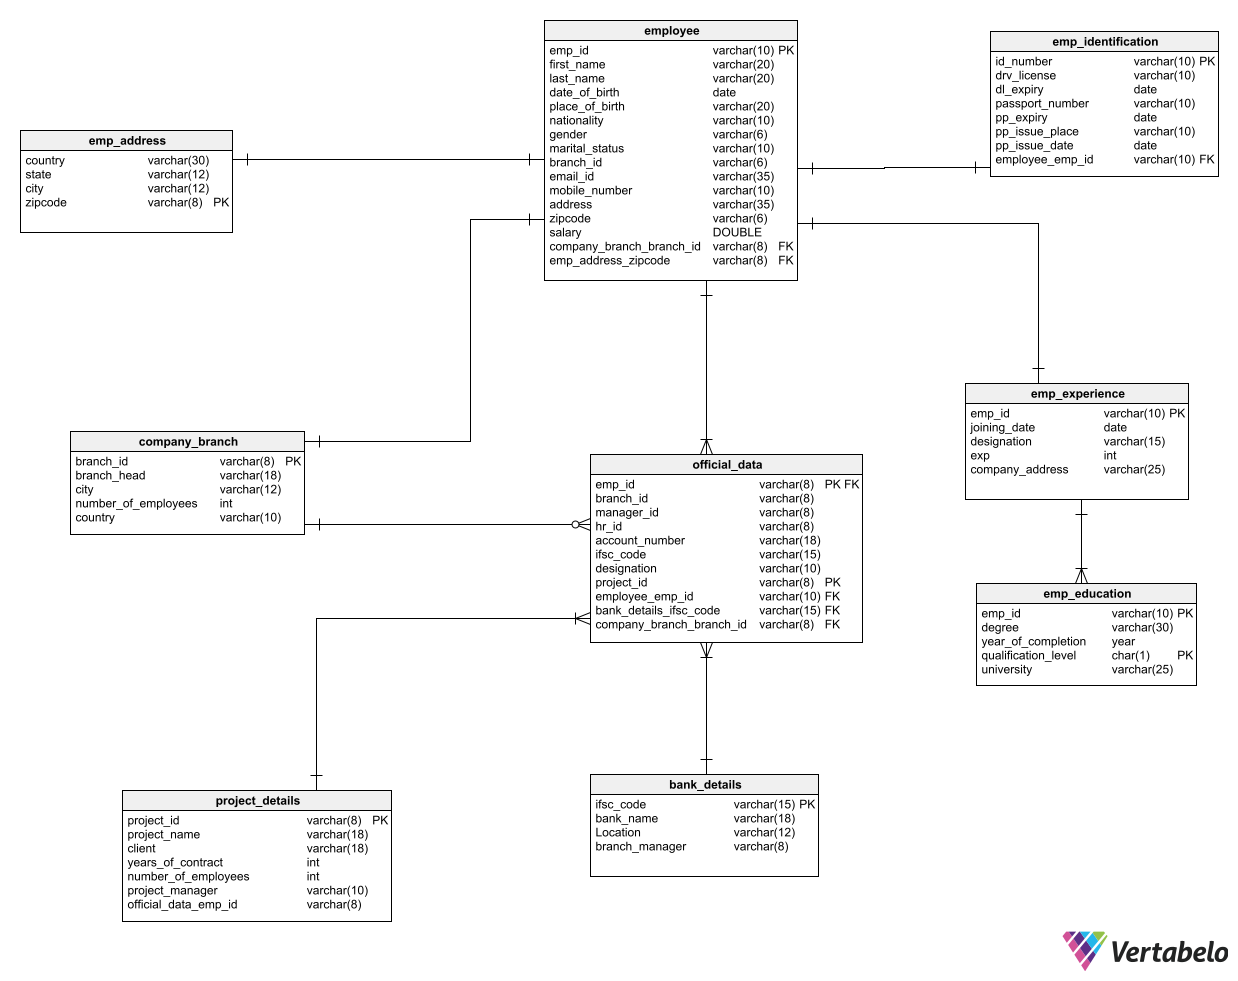 employee
emp_id varchar(10) PK
first_name varchar(20)
last_name varchar(20)
date_of_birth date
place_of_birth varchar(20)
nationality varchar(10)
gender varchar(6)
marital_status varchar(10)
branch_id varchar(6)
email_id varchar(35)
mobile_number varchar(10)
address varchar(35)
zipcode varchar(6)
salary DOUBLE
company_branch_branch_id varchar(8) FK
emp_address_zipcode varchar(8) FK
emp_identification
id_number varchar(10) PK
drv_license varchar(10)
dl_expiry date
passport_number varchar(10)
pp_expiry date
pp_issue_place varchar(10)
pp_issue_date date
employee_emp_id varchar(10) FK
emp_address
country varchar(30)
state varchar(12)
city varchar(12)
zipcode varchar(8) PK
emp_experience
emp_id varchar(10) PK
joining_date date
designation varchar(15)
exp int
company_address varchar(25)
company_branch
branch_id varchar(8) PK
branch_head varchar(18)
city varchar(12)
number_of_employees int
country varchar(10)
official_data
emp_id varchar(8) PK FK
branch_id varchar(8)
manager_id varchar(8)
hr_id varchar(8)
account_number varchar(18)
ifsc_code varchar(15)
designation varchar(10)
project_id varchar(8) PK
employee_emp_id varchar(10) FK
bank_details_ifsc_code varchar(15) FK
company_branch_branch_id varchar(8) FK
emp_education
emp_id varchar(10) PK
degree varchar(30)
year_of_completion year
qualification_level char(1) PK
university varchar(25)
project_details
project_id varchar(8) PK
project_name varchar(18)
client varchar(18)
years_of_contract int
number_of_employees int
project_manager varchar(10)
official_data_emp_id varchar(8)
bank_details
ifsc_code varchar(15) PK
bank_name varchar(18)
Location varchar(12)
branch_manager varchar(8)
Vertabelo